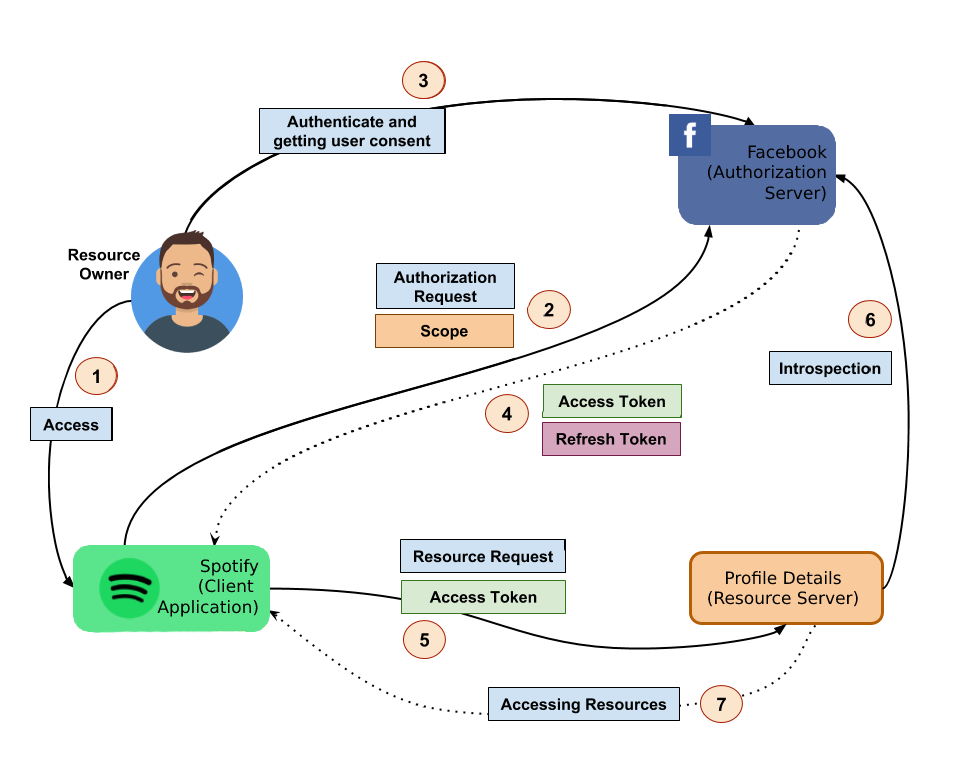 3
Authenticate and
getting user consent
f
Facebook
(Authorization
Server)
Resource
Owner
Authorization
Request
2
Scope
6
Introspection
1
Access
4
Access Token
Refresh Token
Spotify
(Client
Application)
Resource Request
Access Token
5
Profile Details
(Resource Server)
Accessing Resources
7